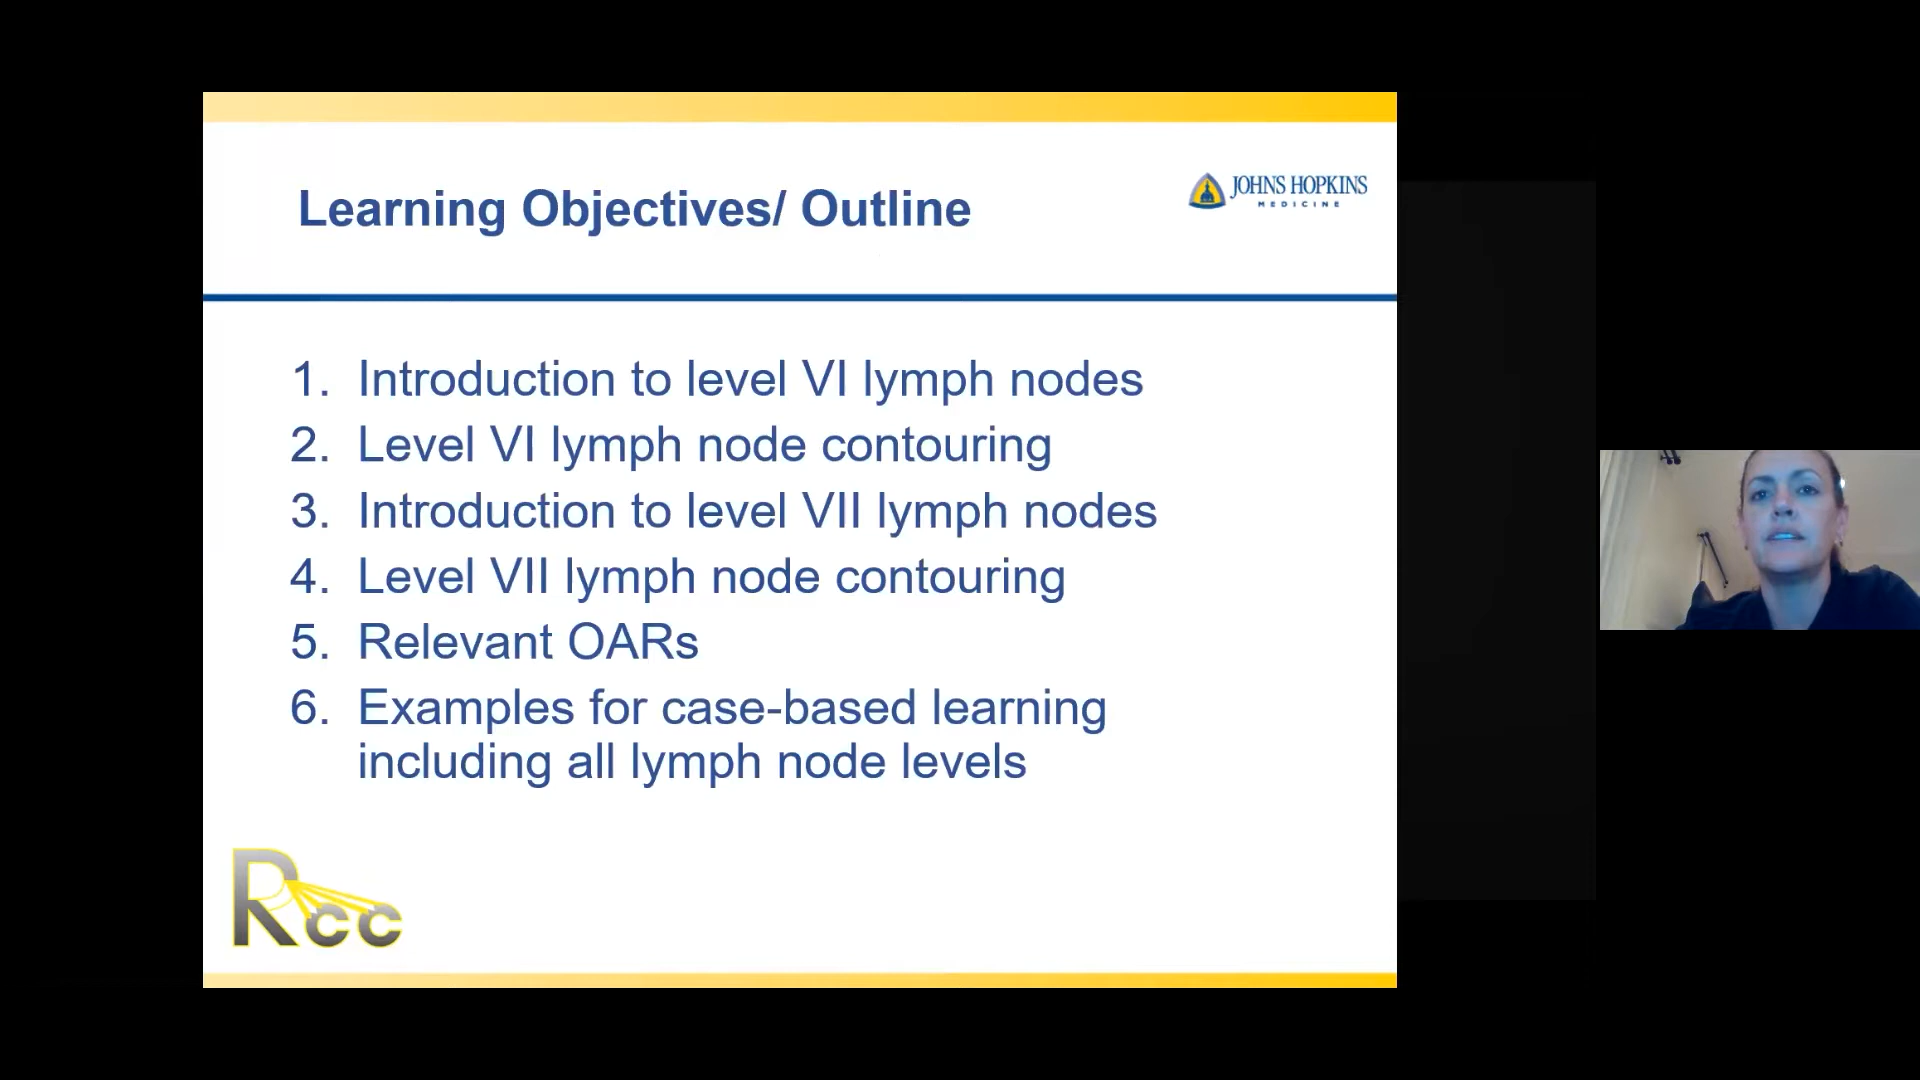 Learning Objectives/ Outline
JOHNS HOPKINS
MEDICINE
1. Introduction to level VI lymph nodes
2. Level VI lymph node contouring
3. Introduction to level VII lymph nodes
4. Level VII lymph node contouring
5. Relevant OARs
6. Examples for case-based learning
including all lymph node levels
Rcc